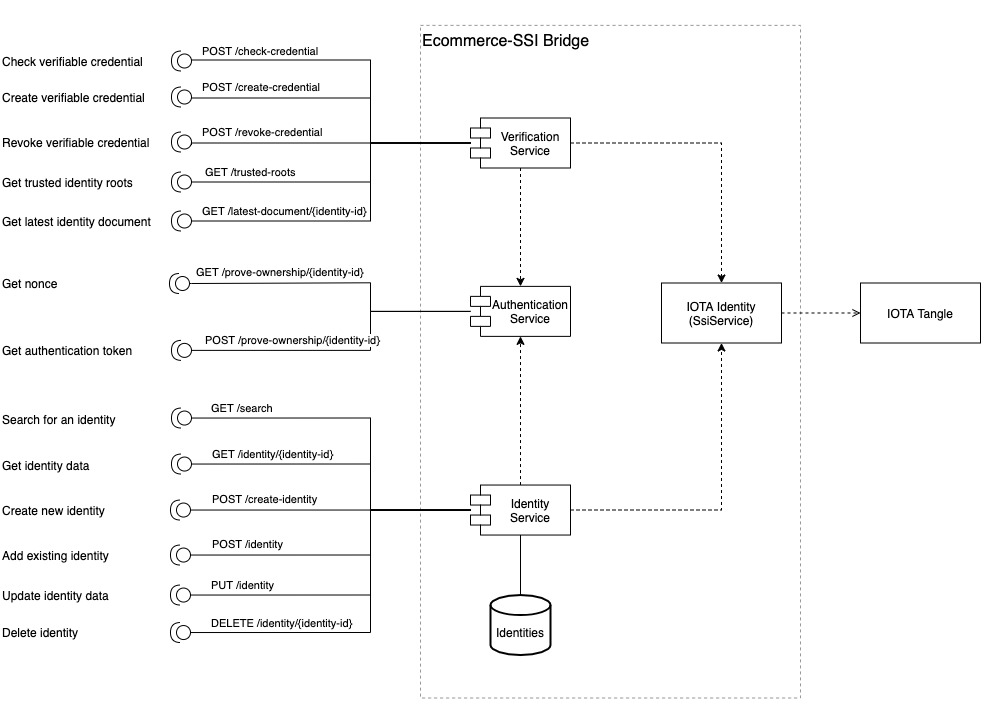 Ecommerce-SSI Bridge
Check verifiable credential
POST /check-credential
Create verifiable credential
POST /create-credential
Revoke verifiable credential
POST /revoke-credential
Get trusted identity roots
GET /trusted-roots
Get latest identity document
GET /latest-document/{identity-id}
Verification
Service
Get nonce
GET /prove-ownership/{identity-id}
Get authentication token
POST /prove-ownership/{identity-id}
Authentication
Service
IOTA Identity
(SsiService)
IOTA Tangle
Search for an identity
GET /search
Get identity data
GET /identity/{identity-id}
Create new identity
POST /create-identity
Add existing identity
POST /identity
Update identity data
PUT /identity
Delete identity
DELETE /identity/{identity-id}
Identity
Service
Identities